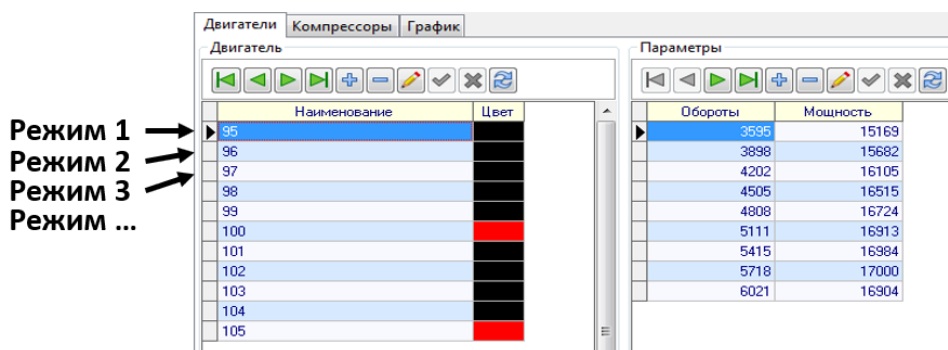 Двигатели Компрессоры График
Двигатель Параметры
Наименование Цвет Обороты Мощность
Режим 1 95 3595 15169
Режим 2 96 3898 15682
Режим 3 97 4202 16105
Режим ... 98 4505 16515
99 4808 16724
100 5111 16913
101 5415 16984
102 5718 17000
103 6021 16904
104
105